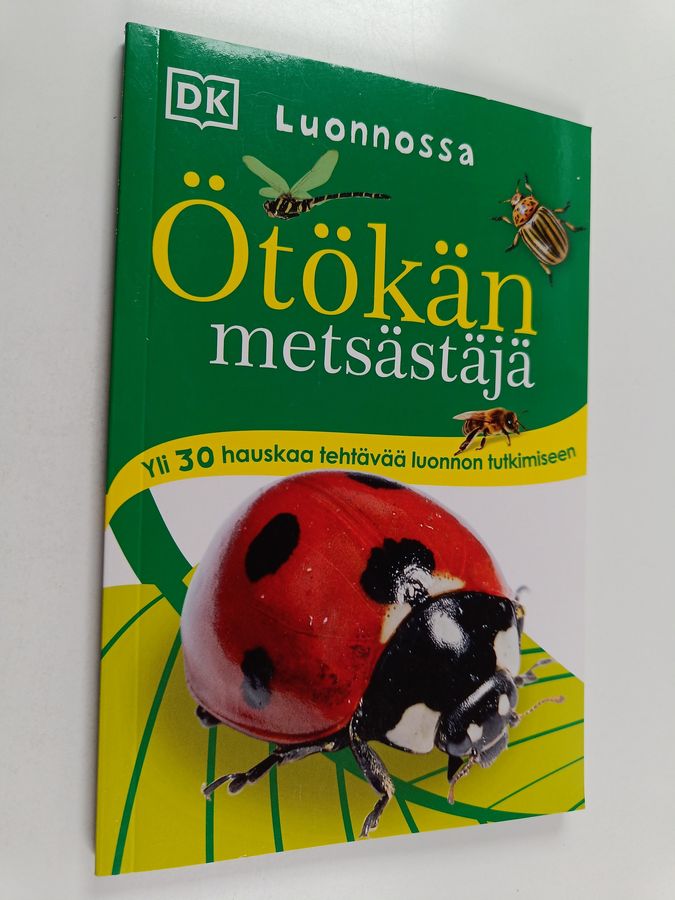 DK
Luonnossa
Ötökän
metsästäjä
Yli 30 hauskaa tehtävää luonnon tutkimiseen